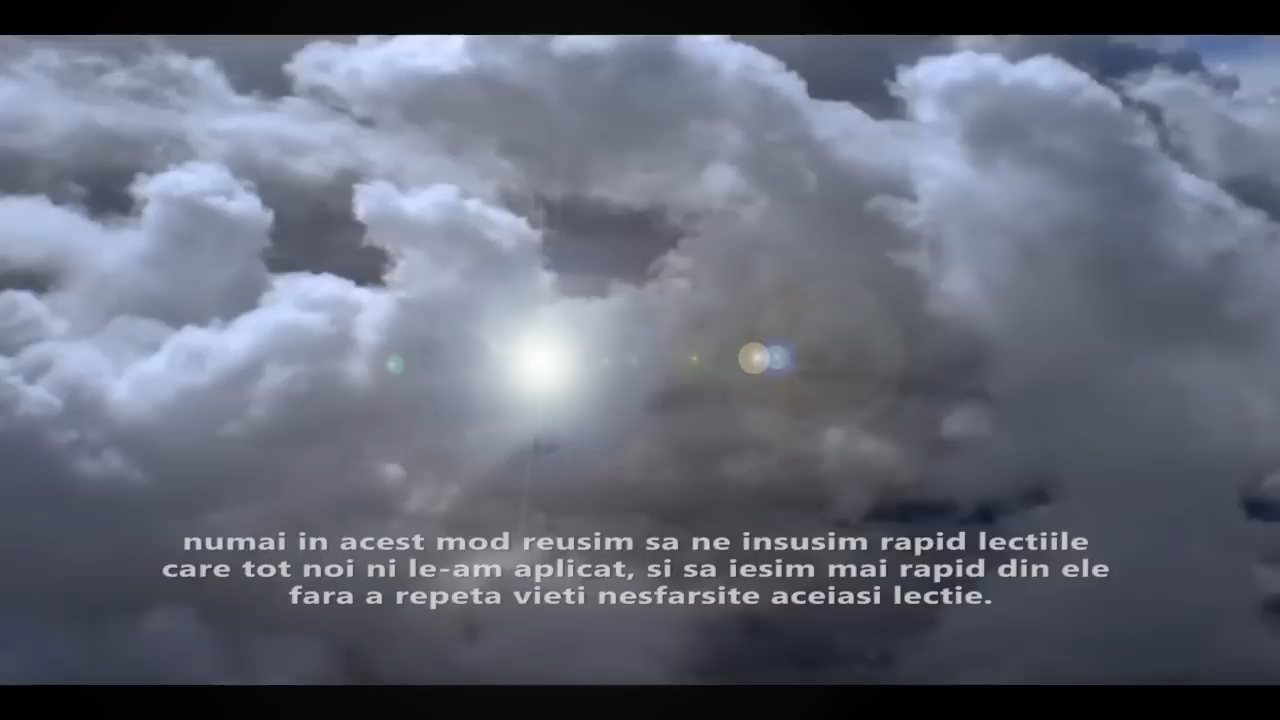 numai in acest mod reusim sa ne insusim rapid lectiile
care tot noi ni le-am aplicat, si sa iesim mai rapid din ele
fara a repeta vieti nesfarsite aceiasi lectie.